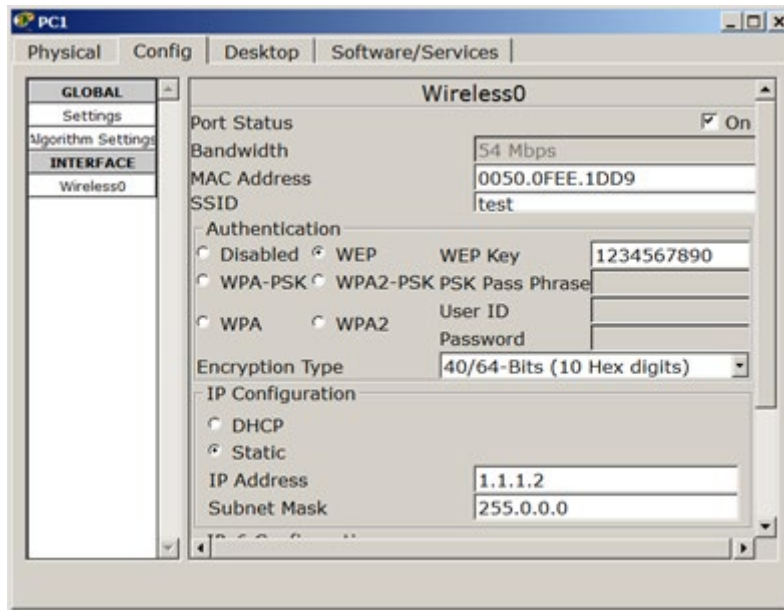 PC1
Physical Config Desktop Software/Services
GLOBAL
Settings
Algorithm Settings
INTERFACE
Wireless0
Wireless0
Port Status On
Bandwidth 54 Mbps
MAC Address 0050.0FEE.1DD9
SSID test
Authentication
Disabled WEP WEP Key 1234567890
WPA-PSK WPA2-PSK PSK Pass Phrase
User ID
WPA WPA2
Password
Encryption Type 40/64-Bits (10 Hex digits)
IP Configuration
DHCP
Static
IP Address 1.1.1.2
Subnet Mask 255.0.0.0